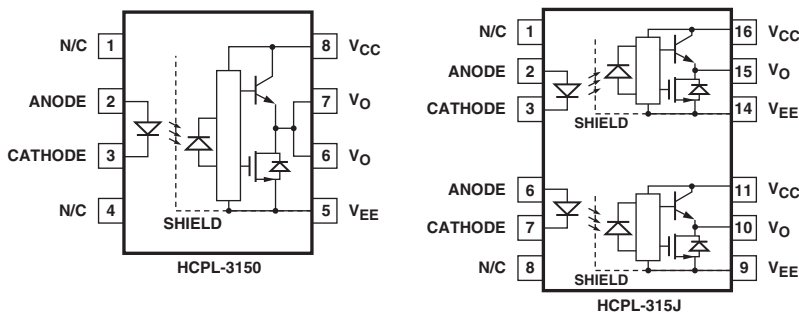 N/C 1
ANODE 2
CATHODE 3
N/C 4
8 VCC
7 VO
6 VO
5 VEE
SHIELD
HCPL-3150
N/C 1
ANODE 2
CATHODE 3
16 VCC
15 VO
14 VEE
SHIELD
ANODE 6
CATHODE 7
N/C 8
11 VCC
10 VO
9 VEE
SHIELD
HCPL-315J